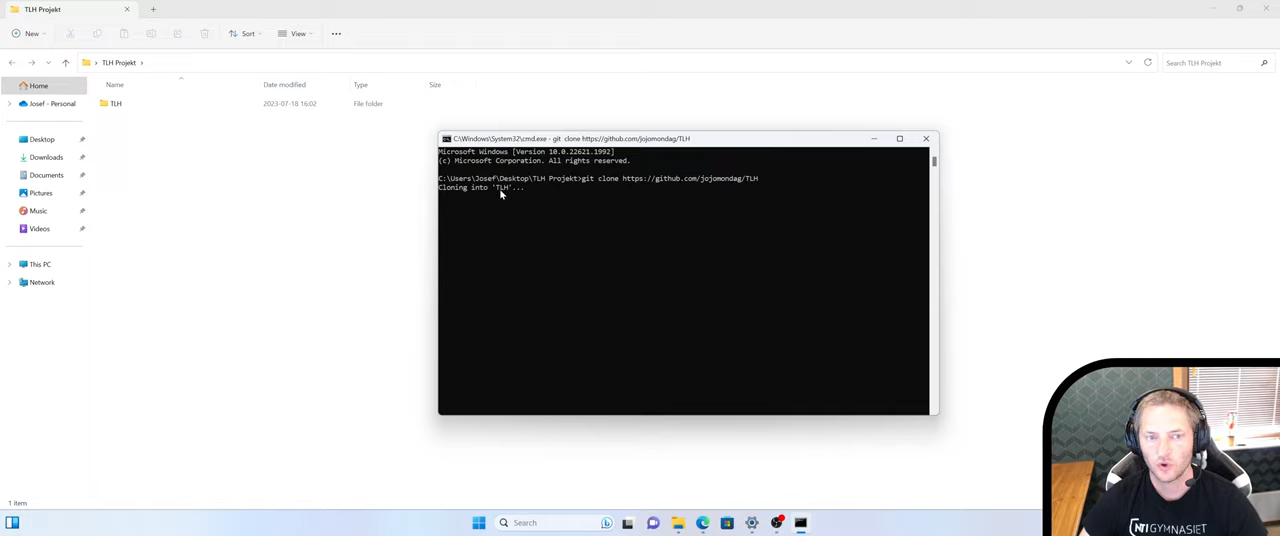 TLH Projekt
New
Sort
View
TLH Projekt
Search TLH Projekt
Home
Name
Date modified
Type
Size
Josef - Personal
TLH
2023-07-18 16:02
File folder
Desktop
Downloads
Documents
Pictures
Music
Videos
This PC
Network
C:\Windows\System32\cmd.exe - git clone https://github.com/jojomondag/TLH
Microsoft Windows [Version 10.0.22621.1992]
(c) Microsoft Corporation. All rights reserved.
C:\Users\Josef\Desktop\TLH Projekt>git clone https://github.com/jojomondag/TLH
Cloning into 'TLH'...
NTI GYMNASIET
1 item
Search